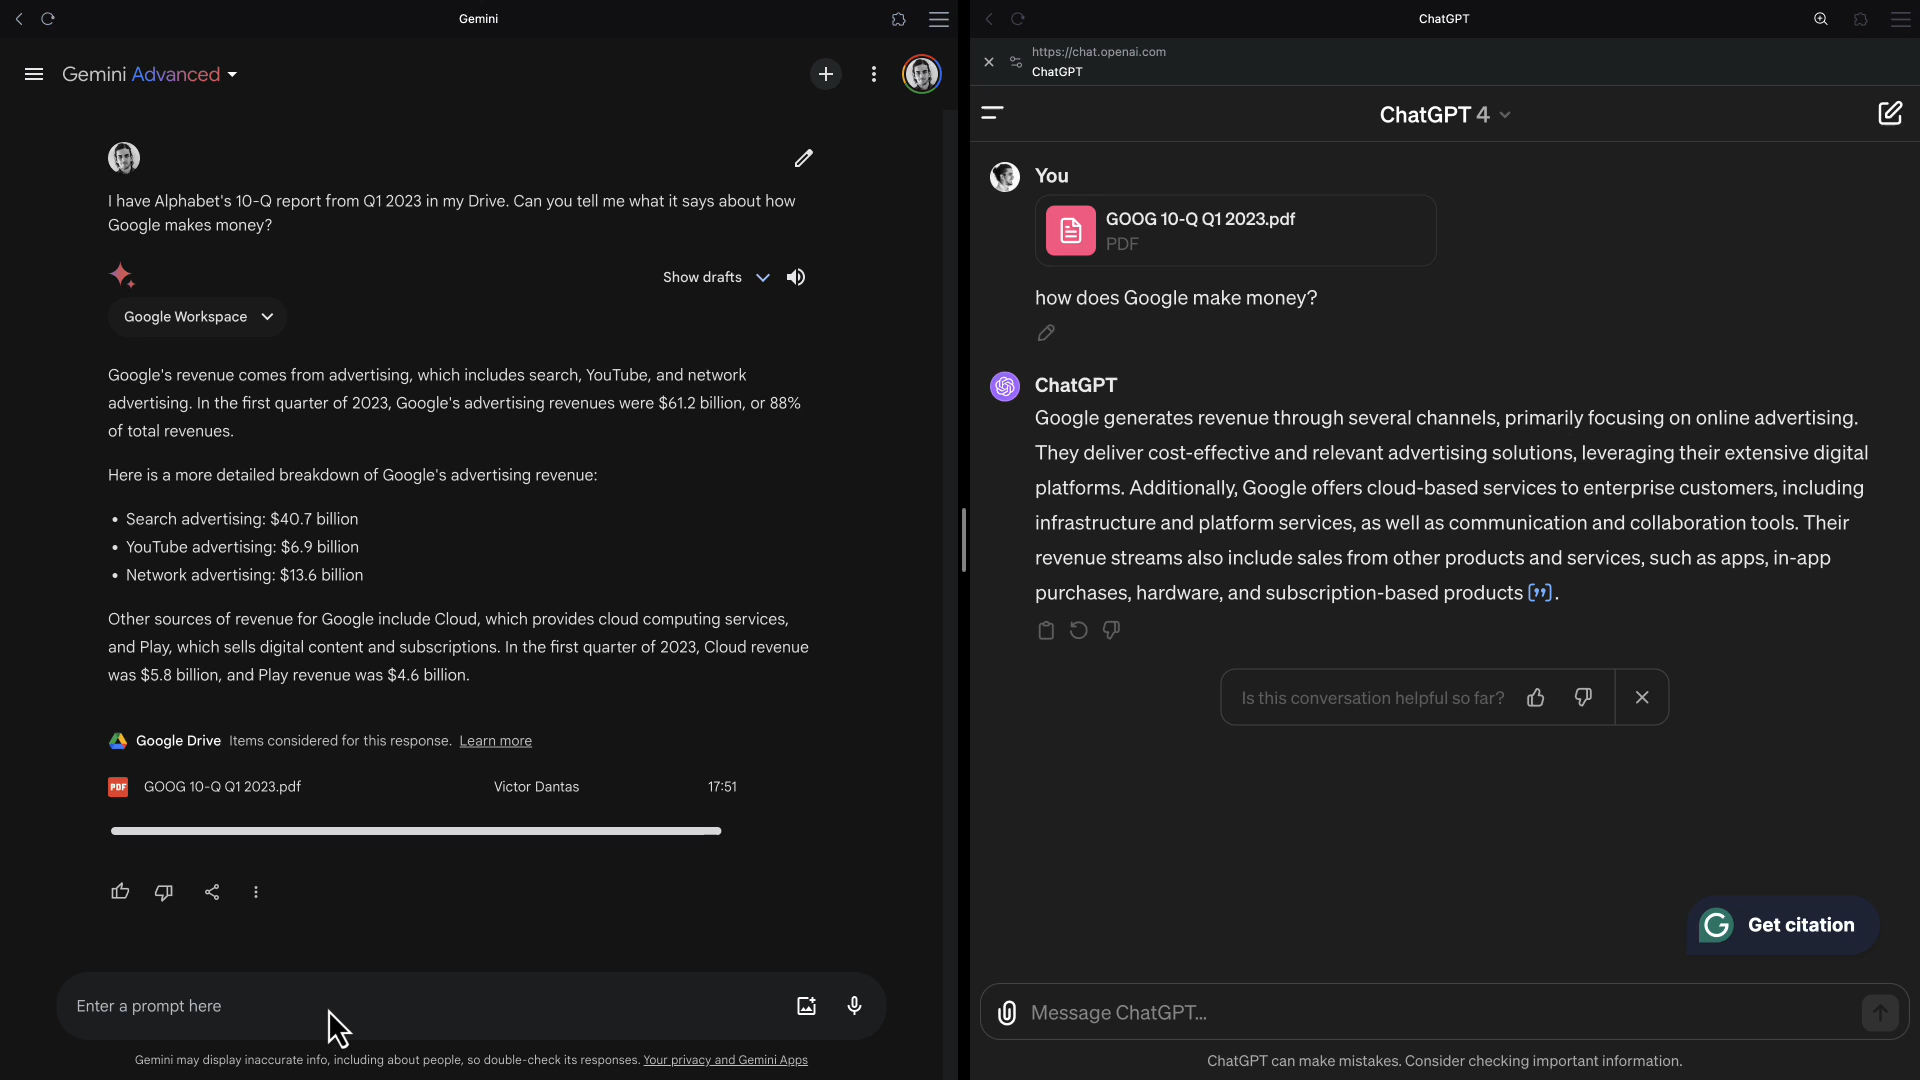 Gemini
Gemini Advanced
I have Alphabet's 10-Q report from Q1 2023 in my Drive. Can you tell me what it says about how
Google makes money?
Show drafts
Google Workspace
Google's revenue comes from advertising, which includes search, YouTube, and network
advertising. In the first quarter of 2023, Google's advertising revenues were $61.2 billion, or 88%
of total revenues.
Here is a more detailed breakdown of Google's advertising revenue:
• Search advertising: $40.7 billion
• YouTube advertising: $6.9 billion
• Network advertising: $13.6 billion
Other sources of revenue for Google include Cloud, which provides cloud computing services,
and Play, which sells digital content and subscriptions. In the first quarter of 2023, Cloud revenue
was $5.8 billion, and Play revenue was $4.6 billion.
Google Drive Items considered for this response. Learn more
PDF GOOG 10-Q Q1 2023.pdf Victor Dantas 17:51
Enter a prompt here
Gemini may display inaccurate info, including about people, so double-check its responses. Your privacy and Gemini Apps
ChatGPT
https://chat.openai.com
ChatGPT
ChatGPT 4
You
GOOG 10-Q Q1 2023.pdf
PDF
how does Google make money?
ChatGPT
Google generates revenue through several channels, primarily focusing on online advertising.
They deliver cost-effective and relevant advertising solutions, leveraging their extensive digital
platforms. Additionally, Google offers cloud-based services to enterprise customers, including
infrastructure and platform services, as well as communication and collaboration tools. Their
revenue streams also include sales from other products and services, such as apps, in-app
purchases, hardware, and subscription-based products ["].
Is this conversation helpful so far?
Get citation
Message ChatGPT...
ChatGPT can make mistakes. Consider checking important information.